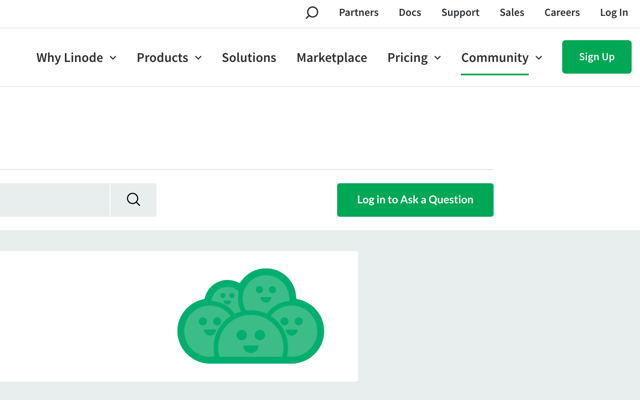 Partners Docs Support Sales Careers Log In
Why Linode Products Solutions Marketplace Pricing Community Sign Up
Log in to Ask a Question